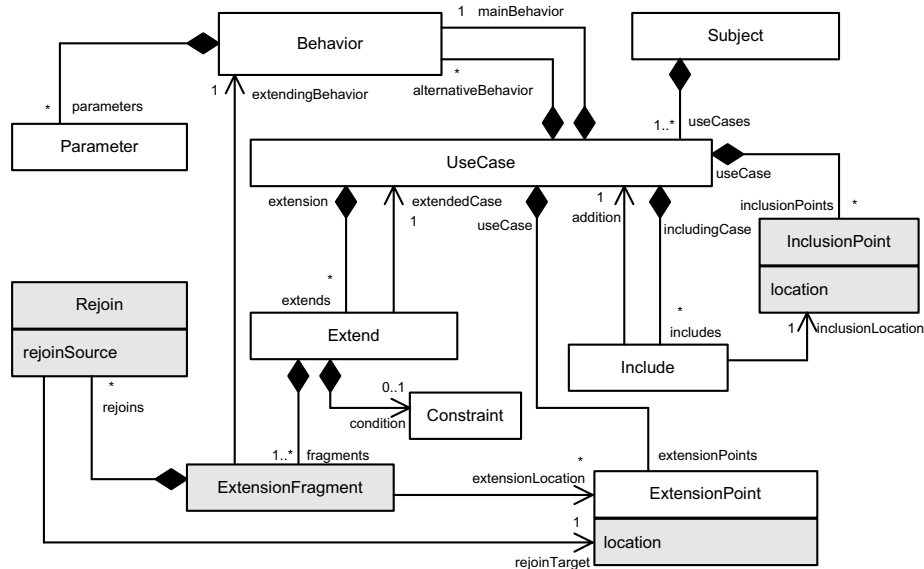 1 mainBehavior
Behavior
Subject
*
alternativeBehavior
1 extendingBehavior
* parameters
Parameter
1..* useCases
UseCase
useCase
extension
extendedCase
1
useCase
1
addition
includingCase
inclusionPoints *
InclusionPoint
location
Rejoin
rejoinSource
*
extends
*
includes
1 inclusionLocation
Extend
Include
*
rejoins
0..1
condition
Constraint
1..* fragments
*
extensionLocation
extensionPoints
ExtensionFragment
ExtensionPoint
1
location
rejoinTarget